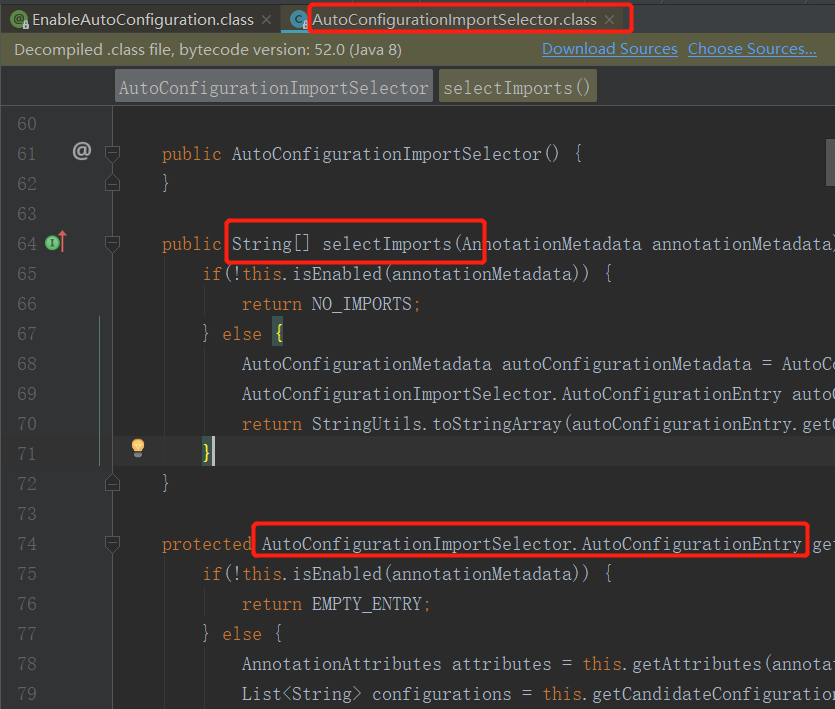 EnableAutoConfiguration.class × AutoConfigurationImportSelector.class ×
Decompiled .class file, bytecode version: 52.0 (Java 8) Download Sources Choose Sources...
AutoConfigurationImportSelector selectImports()
60
61 @ public AutoConfigurationImportSelector() {
62 }
63
64 public String[] selectImports(AnnotationMetadata annotationMetadata)
65 if(!this.isEnabled(annotationMetadata)) {
66 return NO_IMPORTS;
67 } else {
68 AutoConfigurationMetadata autoConfigurationMetadata = AutoCo
69 AutoConfigurationImportSelector.AutoConfigurationEntry autoC
70 return StringUtils.toStringArray(autoConfigurationEntry.getC
71 }
72 }
73
74 protected AutoConfigurationImportSelector.AutoConfigurationEntry ge
75 if(!this.isEnabled(annotationMetadata)) {
76 return EMPTY_ENTRY;
77 } else {
78 AnnotationAttributes attributes = this.getAttributes(annota
79 List<String> configurations = this.getCandidateConfiguration